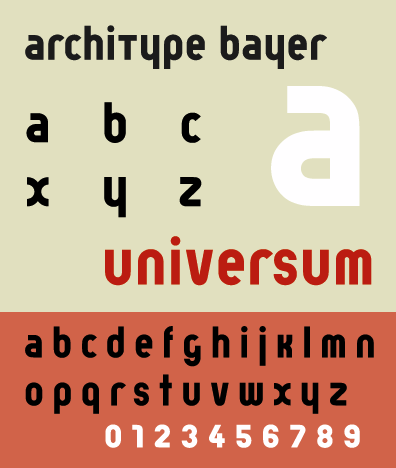 architype bayer
a b c
a
x y z
universum
abcdefghijklmn
opqrstuvwxyz
0123456789